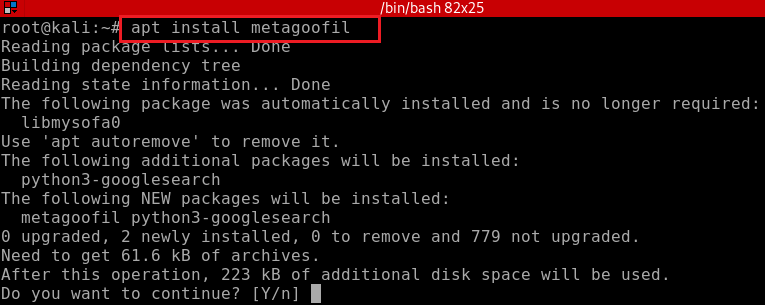 /bin/bash 82x25
root@kali:~# apt install metagoofil
Reading package lists... Done
Building dependency tree
Reading state information... Done
The following package was automatically installed and is no longer required:
  libmysofa0
Use 'apt autoremove' to remove it.
The following additional packages will be installed:
  python3-googlesearch
The following NEW packages will be installed:
  metagoofil python3-googlesearch
0 upgraded, 2 newly installed, 0 to remove and 779 not upgraded.
Need to get 61.6 kB of archives.
After this operation, 223 kB of additional disk space will be used.
Do you want to continue? [Y/n]